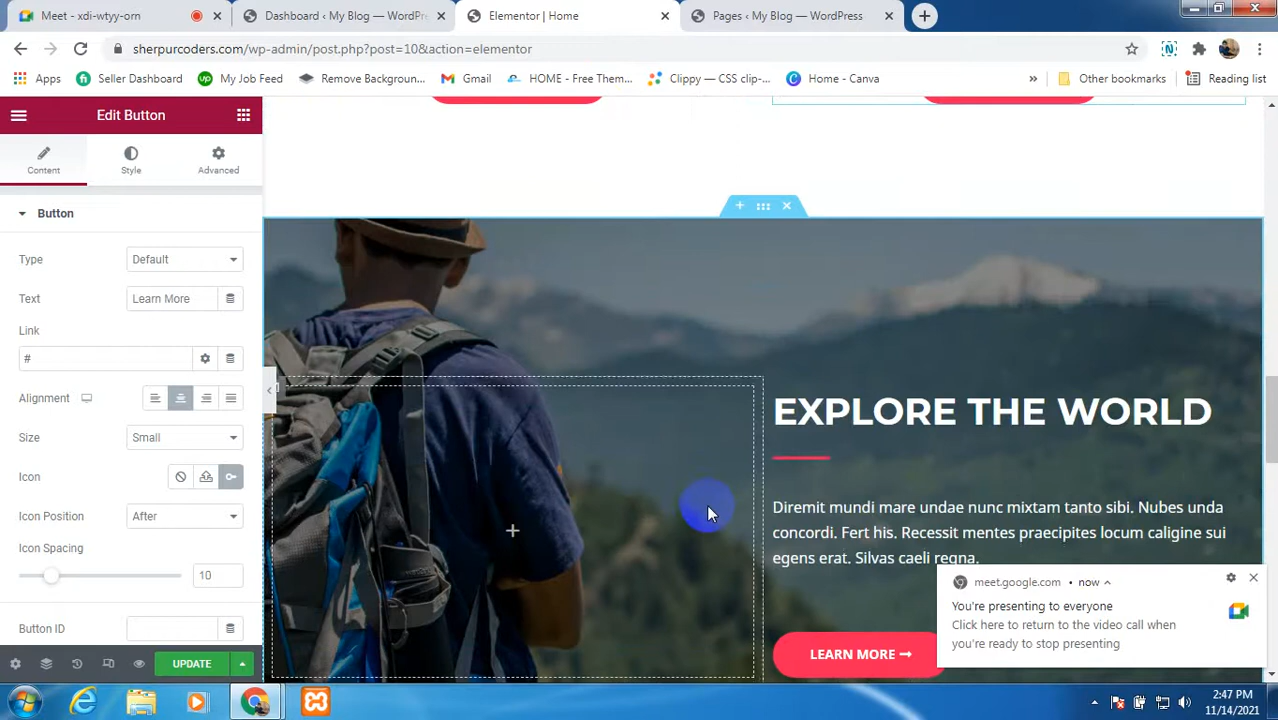 Meet - xdi-wtyy-orn
Dashboard ‹ My Blog — WordPre
Elementor | Home
Pages ‹ My Blog — WordPress
sherpurcoders.com/wp-admin/post.php?post=10&action=elementor
Apps
Seller Dashboard
My Job Feed
Remove Backgroun...
Gmail
HOME - Free Them...
Clippy — CSS clip-...
Home - Canva
»
Other bookmarks
Reading list
Edit Button
Content
Style
Advanced
Button
Type
Default
Text
Learn More
Link
#
Alignment
Size
Small
Icon
Icon Position
After
Icon Spacing
10
Button ID
UPDATE
EXPLORE THE WORLD
Diremit mundi mare undae nunc mixtam tanto sibi. Nubes unda
concordi. Fert his. Recessit mentes praecipites locum caligine sui
egens erat. Silvas caeli regna.
LEARN MORE →
meet.google.com • now
You're presenting to everyone
Click here to return to the video call when
you're ready to stop presenting
2:47 PM
11/14/2021